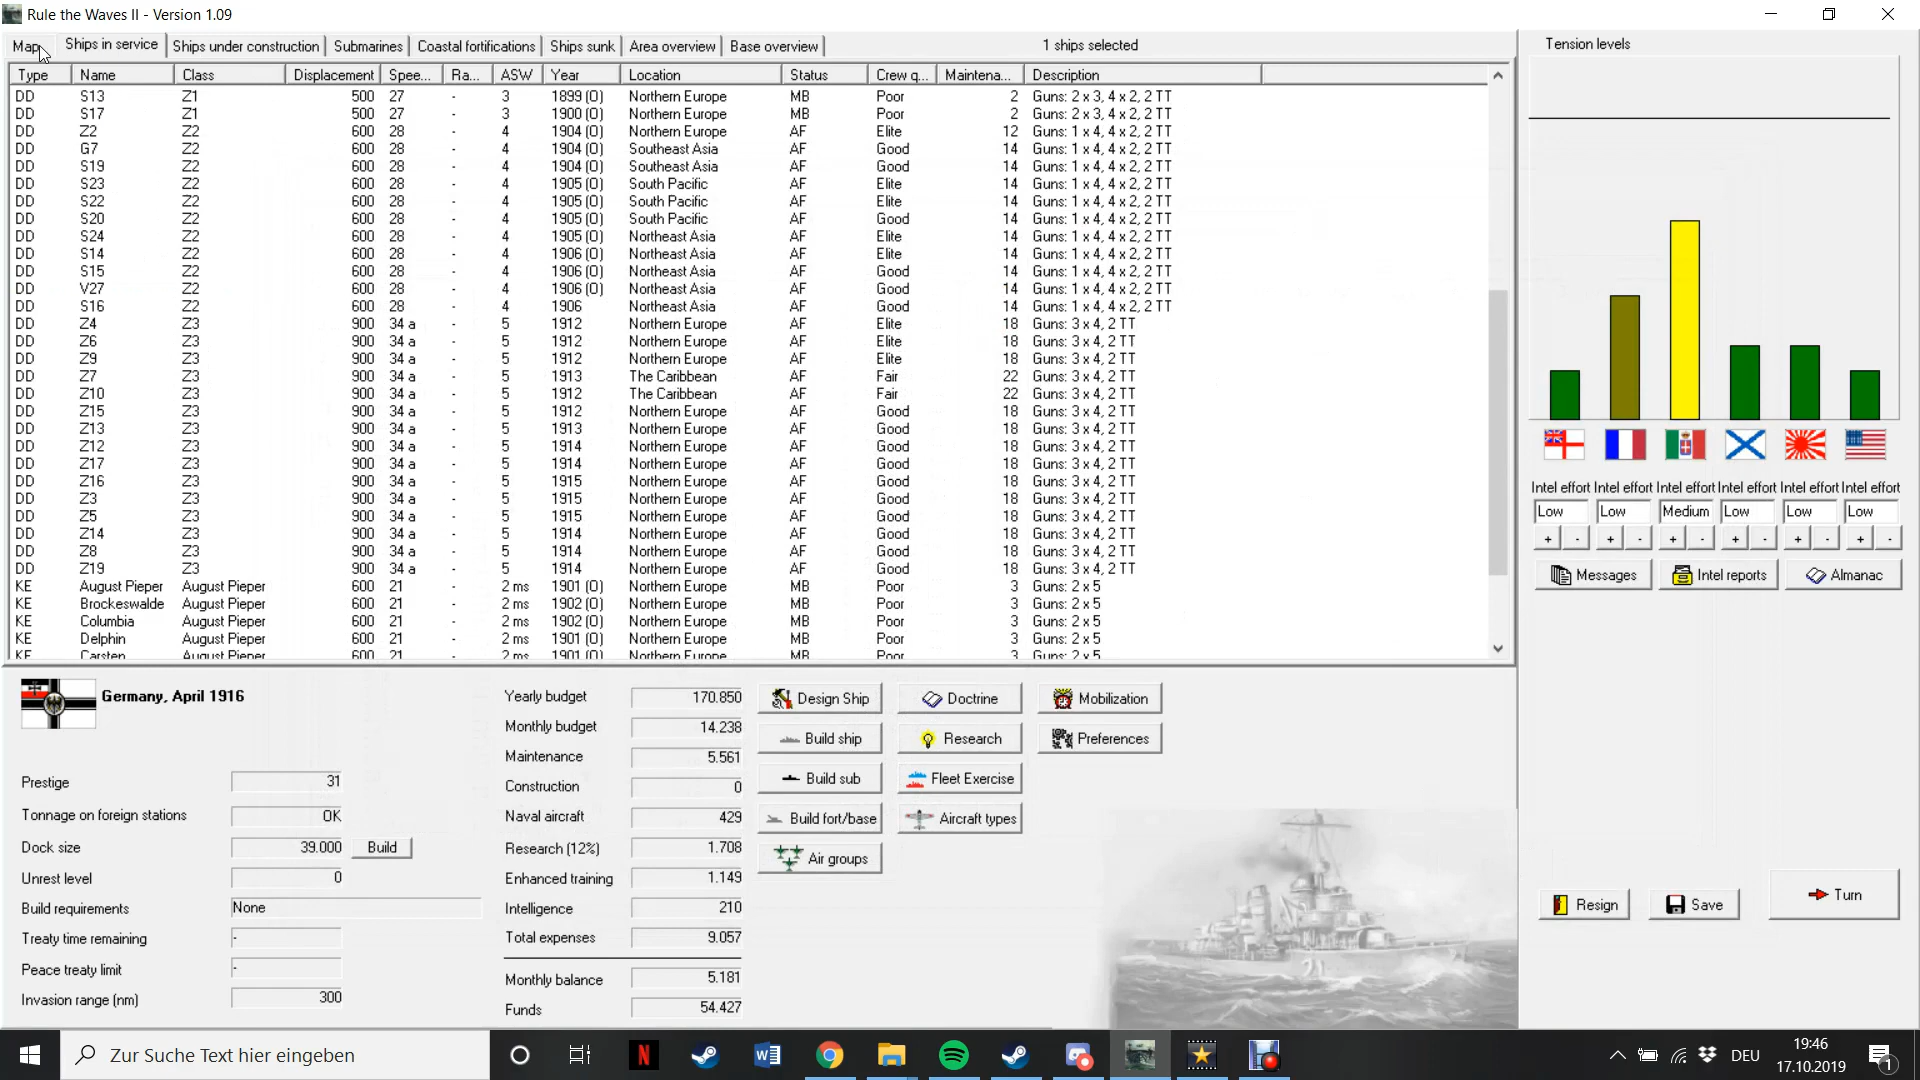 Rule the Waves II - Version 1.09
Map Ships in service Ships under construction Submarines Coastal fortifications Ships sunk Area overview Base overview 1 ships selected
Type Name Class Displacement Spee... Ra... ASW Year Location Status Crew q... Maintena... Description
DD S13 Z1 500 27 - 3 1899 (O) Northern Europe MB Poor 2 Guns: 2 x 3, 4 x 2, 2 TT
DD S17 Z1 500 27 - 3 1900 (O) Northern Europe MB Poor 2 Guns: 2 x 3, 4 x 2, 2 TT
DD Z2 Z2 600 28 - 4 1904 (O) Northern Europe AF Elite 12 Guns: 1 x 4, 4 x 2, 2 TT
DD G7 Z2 600 28 - 4 1904 (O) Southeast Asia AF Good 14 Guns: 1 x 4, 4 x 2, 2 TT
DD S19 Z2 600 28 - 4 1904 (O) Southeast Asia AF Good 14 Guns: 1 x 4, 4 x 2, 2 TT
DD S23 Z2 600 28 - 4 1905 (O) South Pacific AF Elite 14 Guns: 1 x 4, 4 x 2, 2 TT
DD S22 Z2 600 28 - 4 1905 (O) South Pacific AF Elite 14 Guns: 1 x 4, 4 x 2, 2 TT
DD S20 Z2 600 28 - 4 1905 (O) South Pacific AF Good 14 Guns: 1 x 4, 4 x 2, 2 TT
DD S24 Z2 600 28 - 4 1905 (O) Northeast Asia AF Elite 14 Guns: 1 x 4, 4 x 2, 2 TT
DD S14 Z2 600 28 - 4 1906 (O) Northeast Asia AF Elite 14 Guns: 1 x 4, 4 x 2, 2 TT
DD S15 Z2 600 28 - 4 1906 (O) Northeast Asia AF Good 14 Guns: 1 x 4, 4 x 2, 2 TT
DD V27 Z2 600 28 - 4 1906 (O) Northeast Asia AF Good 14 Guns: 1 x 4, 4 x 2, 2 TT
DD S16 Z2 600 28 - 4 1906 Northeast Asia AF Good 14 Guns: 1 x 4, 4 x 2, 2 TT
DD Z4 Z3 900 34 a - 5 1912 Northern Europe AF Elite 18 Guns: 3 x 4, 2 TT
DD Z6 Z3 900 34 a - 5 1912 Northern Europe AF Elite 18 Guns: 3 x 4, 2 TT
DD Z9 Z3 900 34 a - 5 1912 Northern Europe AF Elite 18 Guns: 3 x 4, 2 TT
DD Z7 Z3 900 34 a - 5 1913 The Caribbean AF Fair 22 Guns: 3 x 4, 2 TT
DD Z10 Z3 900 34 a - 5 1912 The Caribbean AF Fair 22 Guns: 3 x 4, 2 TT
DD Z15 Z3 900 34 a - 5 1912 Northern Europe AF Good 18 Guns: 3 x 4, 2 TT
DD Z13 Z3 900 34 a - 5 1913 Northern Europe AF Good 18 Guns: 3 x 4, 2 TT
DD Z12 Z3 900 34 a - 5 1914 Northern Europe AF Good 18 Guns: 3 x 4, 2 TT
DD Z17 Z3 900 34 a - 5 1914 Northern Europe AF Good 18 Guns: 3 x 4, 2 TT
DD Z16 Z3 900 34 a - 5 1915 Northern Europe AF Good 18 Guns: 3 x 4, 2 TT
DD Z3 Z3 900 34 a - 5 1915 Northern Europe AF Good 18 Guns: 3 x 4, 2 TT
DD Z5 Z3 900 34 a - 5 1915 Northern Europe AF Good 18 Guns: 3 x 4, 2 TT
DD Z14 Z3 900 34 a - 5 1914 Northern Europe AF Good 18 Guns: 3 x 4, 2 TT
DD Z8 Z3 900 34 a - 5 1914 Northern Europe AF Good 18 Guns: 3 x 4, 2 TT
DD Z19 Z3 900 34 a - 5 1914 Northern Europe AF Good 18 Guns: 3 x 4, 2 TT
KE August Pieper August Pieper 600 21 - 2 ms 1901 (O) Northern Europe MB Poor 3 Guns: 2 x 5
KE Brockeswalde August Pieper 600 21 - 2 ms 1902 (O) Northern Europe MB Poor 3 Guns: 2 x 5
KE Columbia August Pieper 600 21 - 2 ms 1902 (O) Northern Europe MB Poor 3 Guns: 2 x 5
KE Delphin August Pieper 600 21 - 2 ms 1901 (O) Northern Europe MB Poor 3 Guns: 2 x 5
KE Carsten August Pieper 600 21 - 2 ms 1901 (O) Northern Europe MB Poor 3 Guns: 2 x 5
Tension levels
Intel effort Intel effort Intel effort Intel effort Intel effort Intel effort
Low Low Medium Low Low Low
+ - + - + - + - + - + -
Messages Intel reports Almanac
Germany, April 1916
Prestige 31
Tonnage on foreign stations OK
Dock size 39.000 Build
Unrest level 0
Build requirements None
Treaty time remaining -
Peace treaty limit -
Invasion range (nm) 300
Yearly budget 170.850
Monthly budget 14.238
Maintenance 5.561
Construction 0
Naval aircraft 429
Research (12%) 1.708
Enhanced training 1.149
Intelligence 210
Total expenses 9.057
Monthly balance 5.181
Funds 54.427
Design Ship Doctrine Mobilization
Build ship Research Preferences
Build sub Fleet Exercise
Build fort/base Aircraft types
Air groups
Resign Save Turn
Zur Suche Text hier eingeben
DEU
19:46
17.10.2019
1